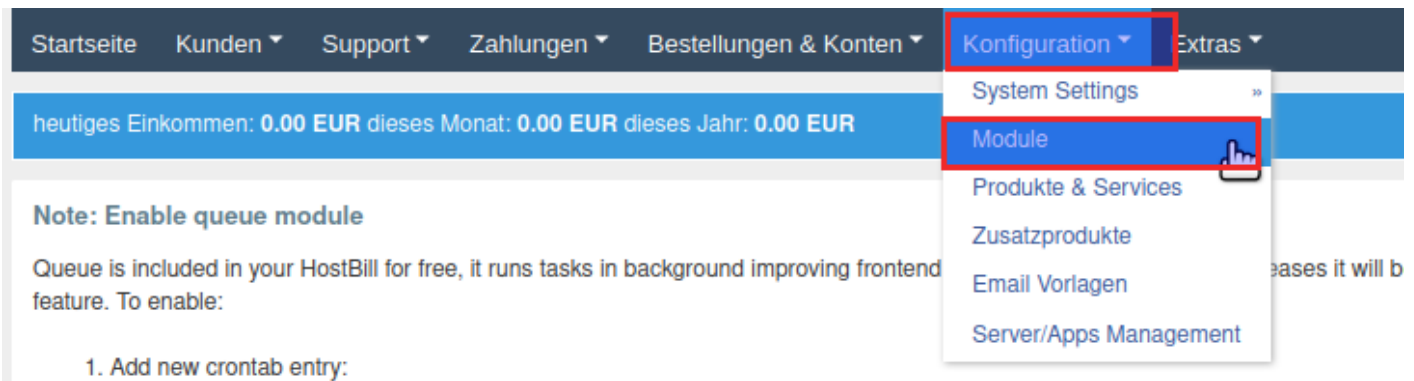 Startseite Kunden Support Zahlungen Bestellungen & Konten Konfiguration Extras
System Settings »
heutiges Einkommen: 0.00 EUR dieses Monat: 0.00 EUR dieses Jahr: 0.00 EUR
Module
Produkte & Services
Note: Enable queue module
Zusatzprodukte
Queue is included in your HostBill for free, it runs tasks in background improving frontend eases it will b
Email Vorlagen
feature. To enable:
Server/Apps Management
1. Add new crontab entry: